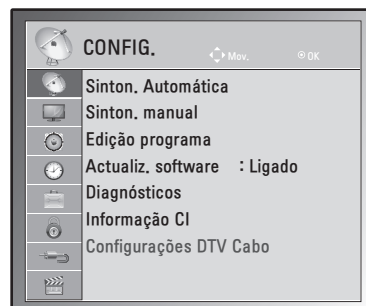 CONFIG.
Mov. OK
Sinton. Automática
Sinton. manual
Edição programa
Actualiz. software : Ligado
Diagnósticos
Informação CI
Configurações DTV Cabo